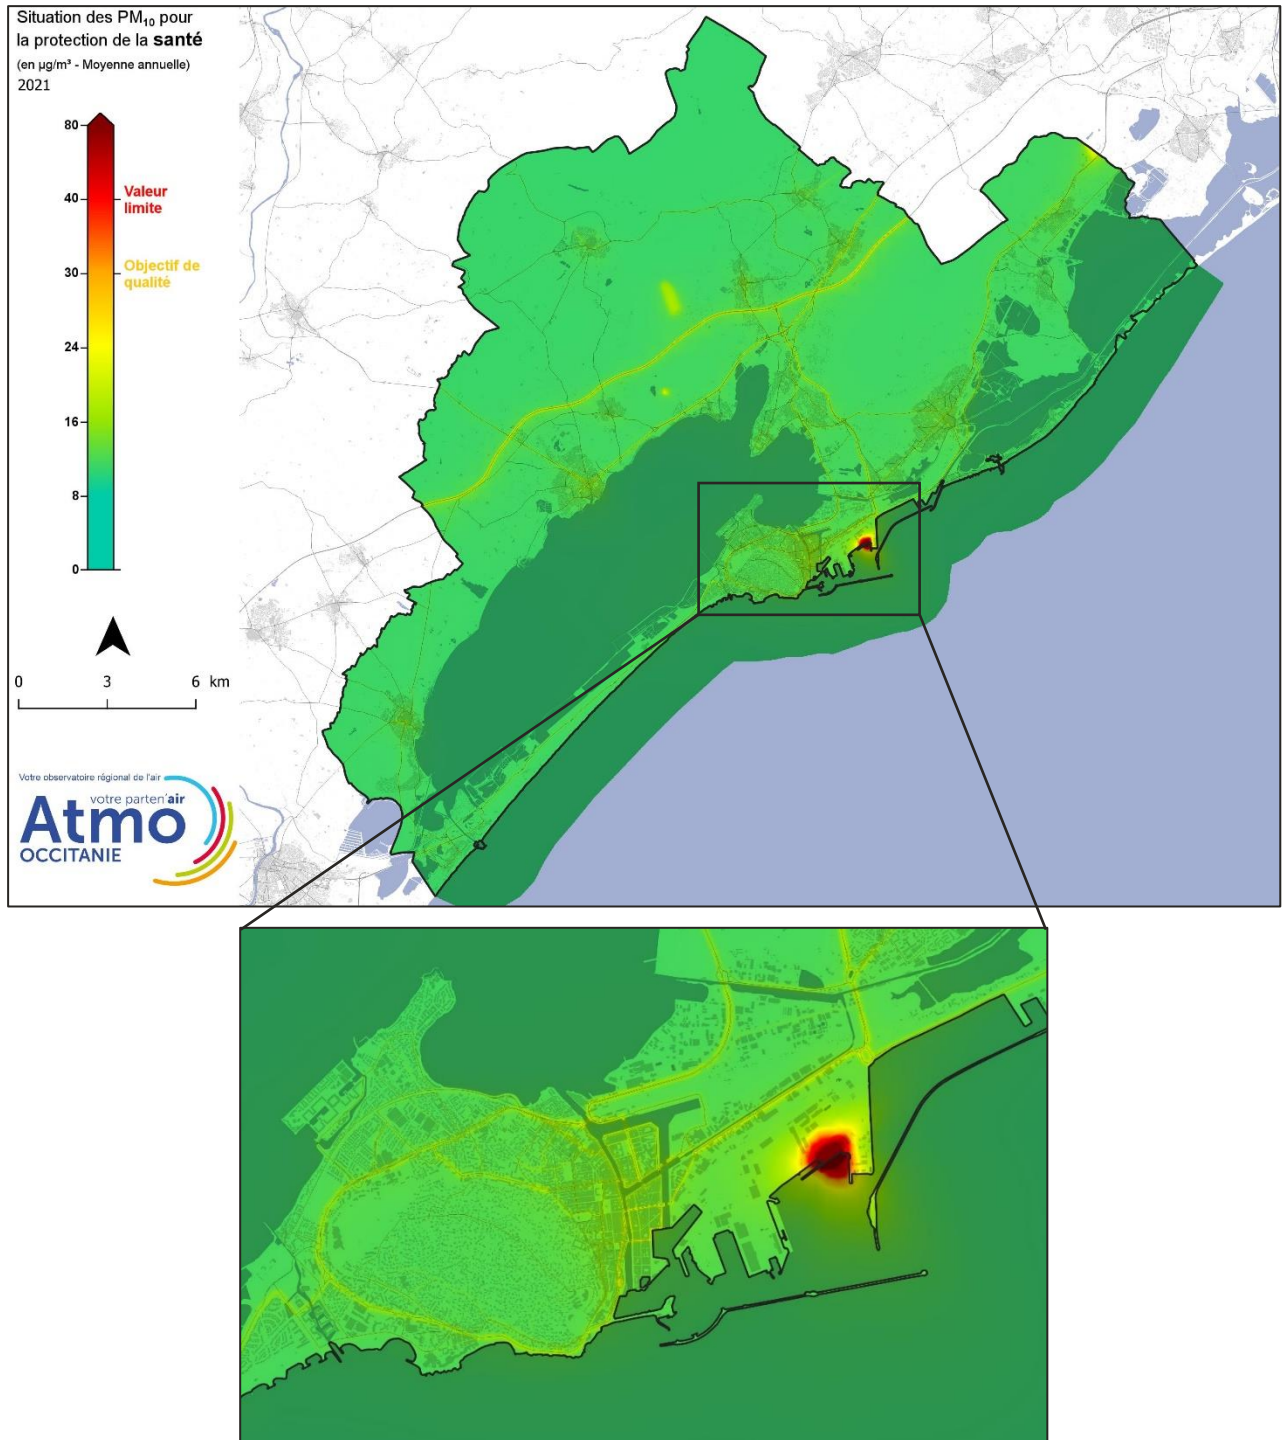 Situation des PM₁₀ pour
la protection de la santé
(en µg/m³ - Moyenne annuelle)
2021
80
40
Valeur
limite
30
Objectif de
qualité
24
16
8
0
0 3 6 km
Votre observatoire régional de l'air
votre parten'air
Atmo
OCCITANIE